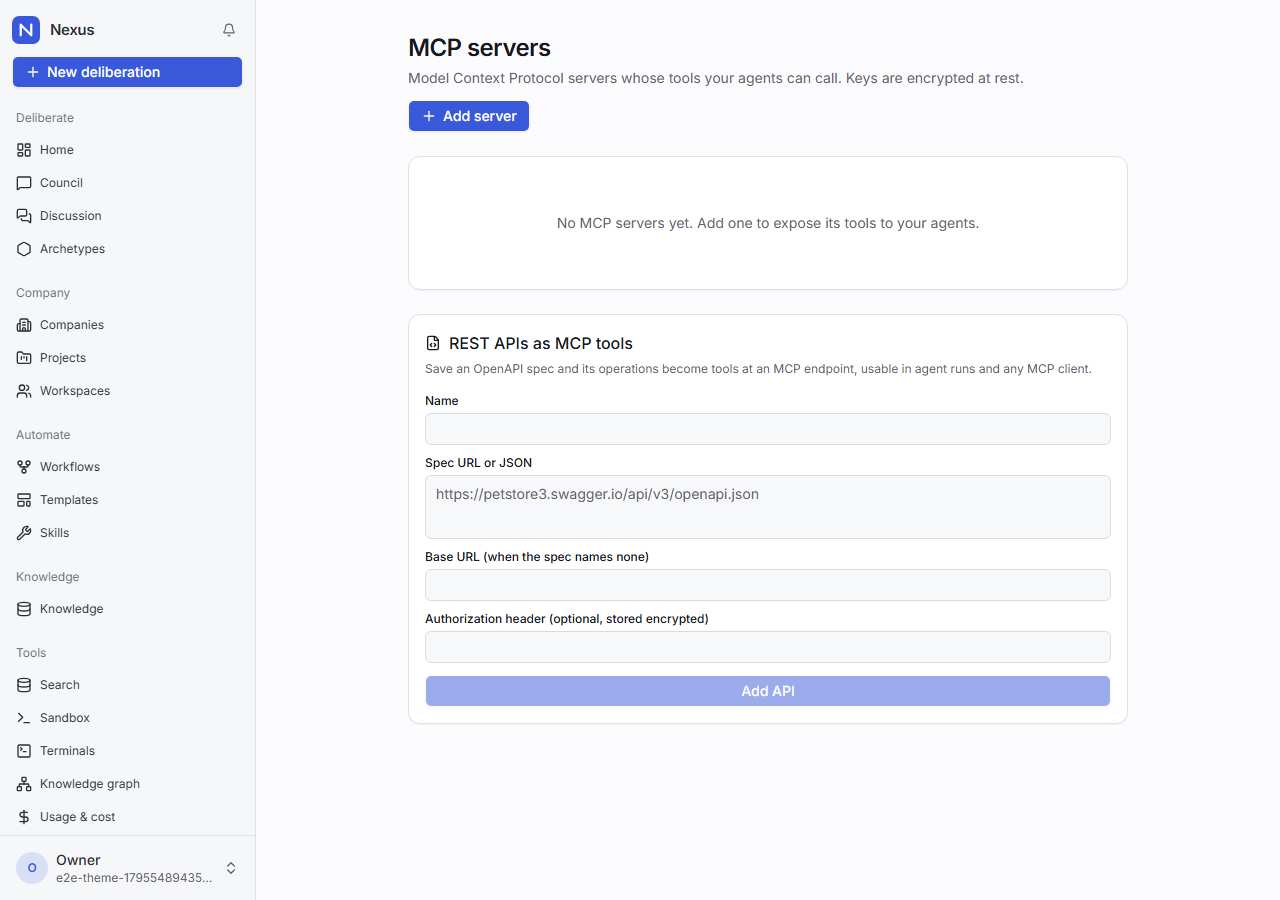 Nexus
New deliberation
Deliberate
Home
Council
Discussion
Archetypes
Company
Companies
Projects
Workspaces
Automate
Workflows
Templates
Skills
Knowledge
Knowledge
Tools
Search
Sandbox
Terminals
Knowledge graph
Usage & cost
O
Owner
e2e-theme-17955489435...
MCP servers
Model Context Protocol servers whose tools your agents can call. Keys are encrypted at rest.
Add server
No MCP servers yet. Add one to expose its tools to your agents.
REST APIs as MCP tools
Save an OpenAPI spec and its operations become tools at an MCP endpoint, usable in agent runs and any MCP client.
Name
Spec URL or JSON
https://petstore3.swagger.io/api/v3/openapi.json
Base URL (when the spec names none)
Authorization header (optional, stored encrypted)
Add API